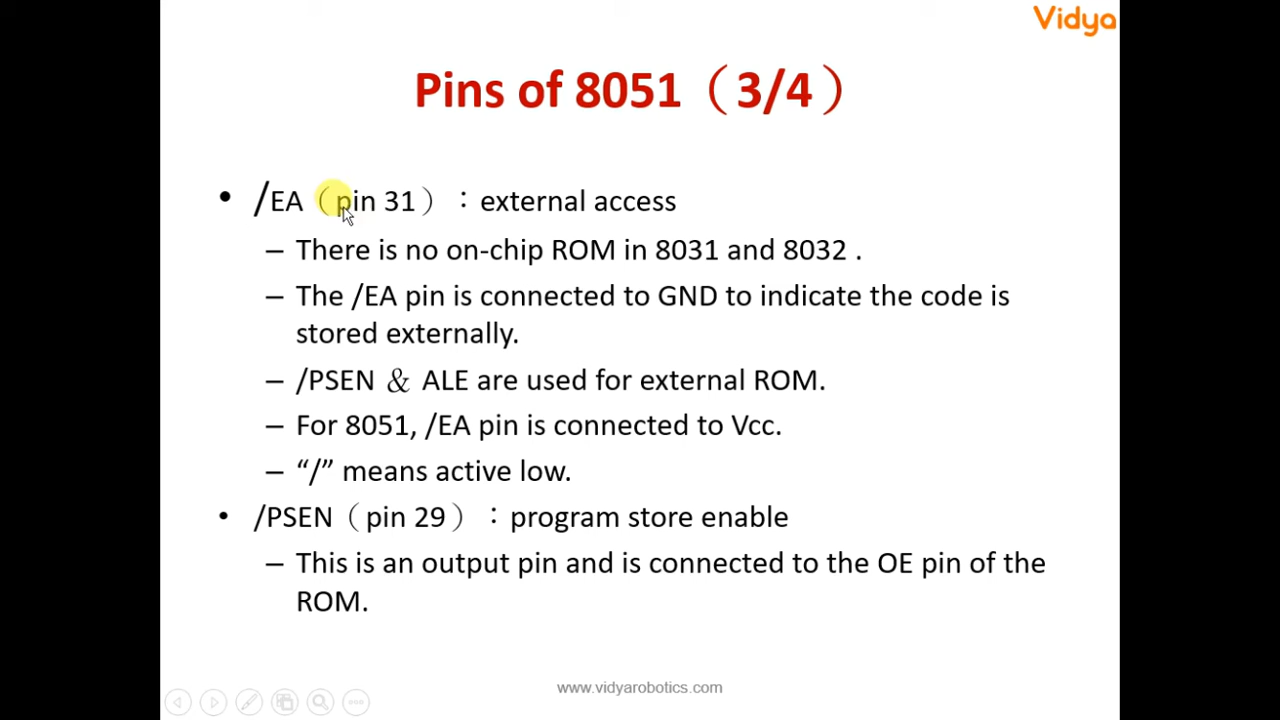 Vidya
Pins of 8051（3/4）
• /EA（pin 31）：external access
– There is no on-chip ROM in 8031 and 8032 .
– The /EA pin is connected to GND to indicate the code is
stored externally.
– /PSEN ＆ ALE are used for external ROM.
– For 8051, /EA pin is connected to Vcc.
– “/” means active low.
• /PSEN（pin 29）：program store enable
– This is an output pin and is connected to the OE pin of the
ROM.
www.vidyarobotics.com